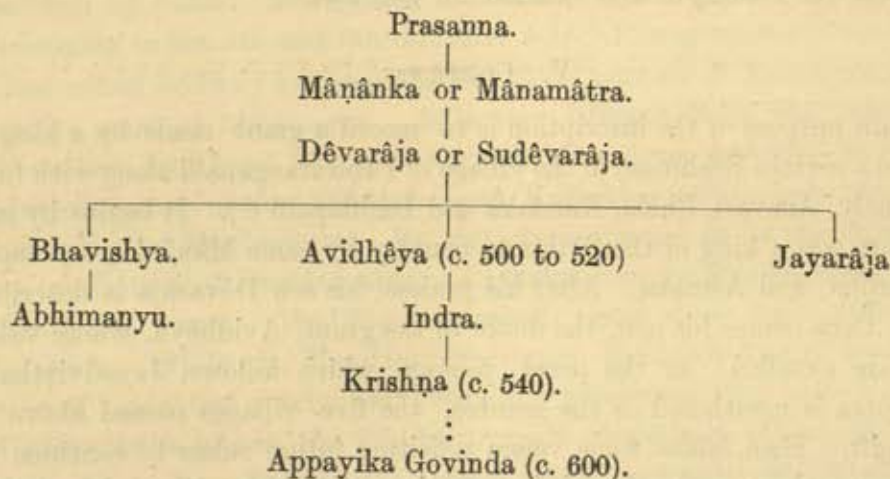 Prasanna.
Mâṇâṅka or Mânamâtra.
Dêvarâja or Sudêvarâja.
Bhavishya. Avidhêya (c. 500 to 520) Jayarâja
Abhimanyu. Indra.
Krishṇa (c. 540).
Appayika Govinda (c. 600).